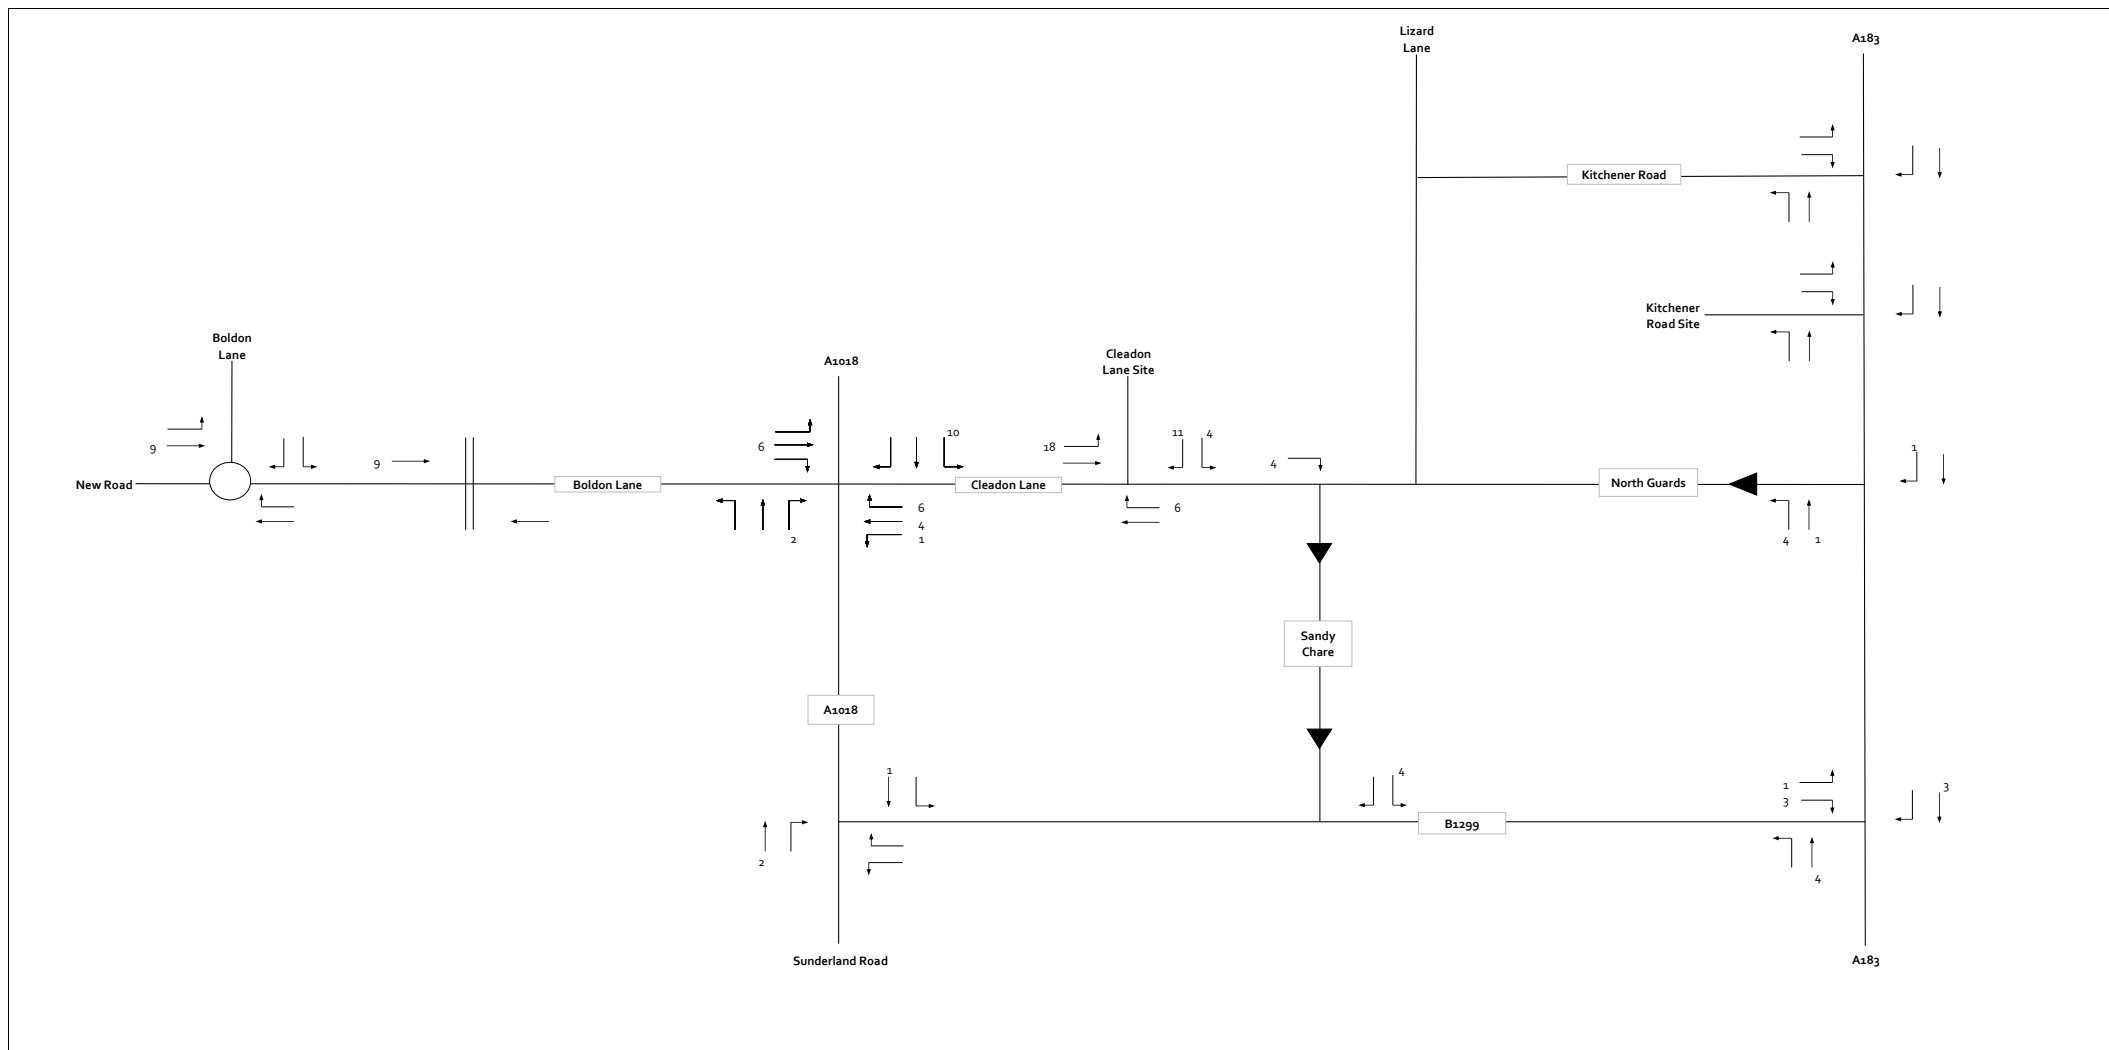 Lizard
Lane
A183
Kitchener Road
Kitchener
Road Site
Boldon
Lane
A1018
Cleadon
Lane Site
9
9
6
10
18
11
4
4
1
New Road
Boldon Lane
Cleadon Lane
North Guards
6
4
1
2
6
4
1
Sandy
Chare
A1018
1
4
1
3
3
B1299
2
4
Sunderland Road
A183